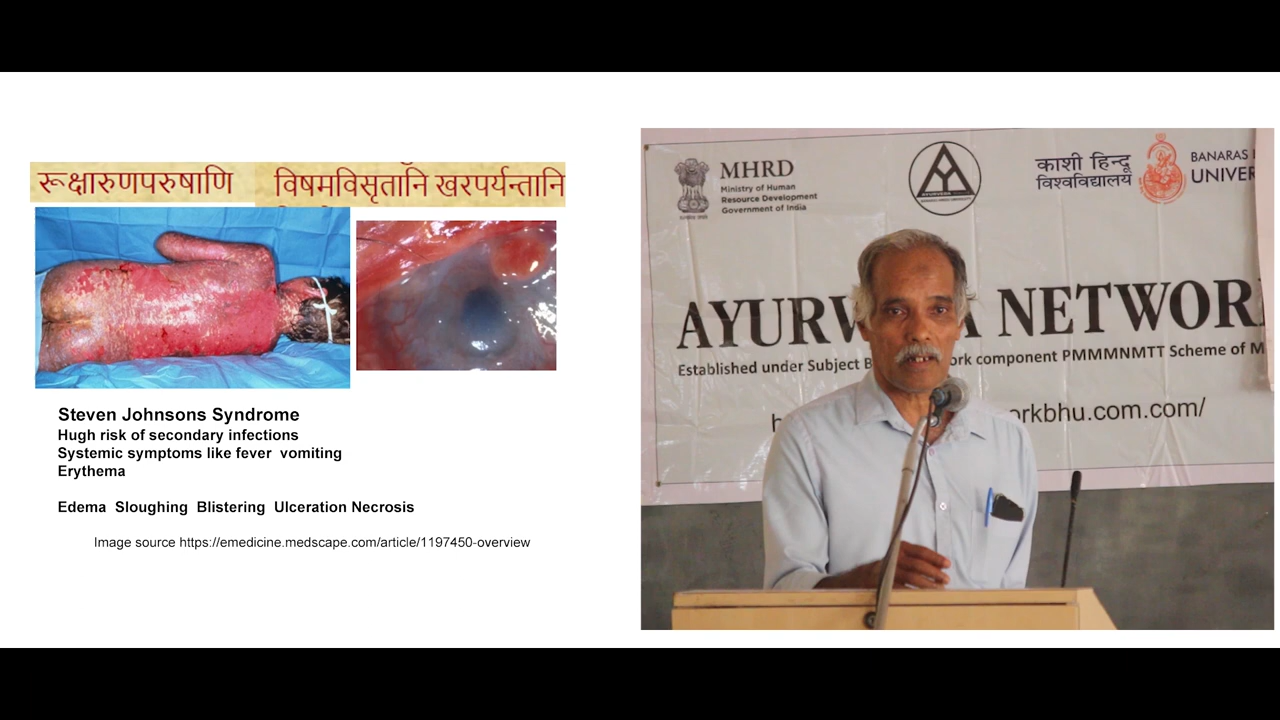 रूक्षारुणपरुषाणि
विषमविसृतानि खरपर्यन्तानि
Steven Johnsons Syndrome
Hugh risk of secondary infections
Systemic symptoms like fever vomiting
Erythema
Edema Sloughing Blistering Ulceration Necrosis
Image source https://emedicine.medscape.com/article/1197450-overview
MHRD
Ministry of Human
Resource Development
Government of India
AYURVEDA
काशी हिन्दू
विश्वविद्यालय
BANARAS
UNIVER
AYURV A NETWOR
Established under Subject B work component PMMMNMTT Scheme of M
h orkbhu.com.com/